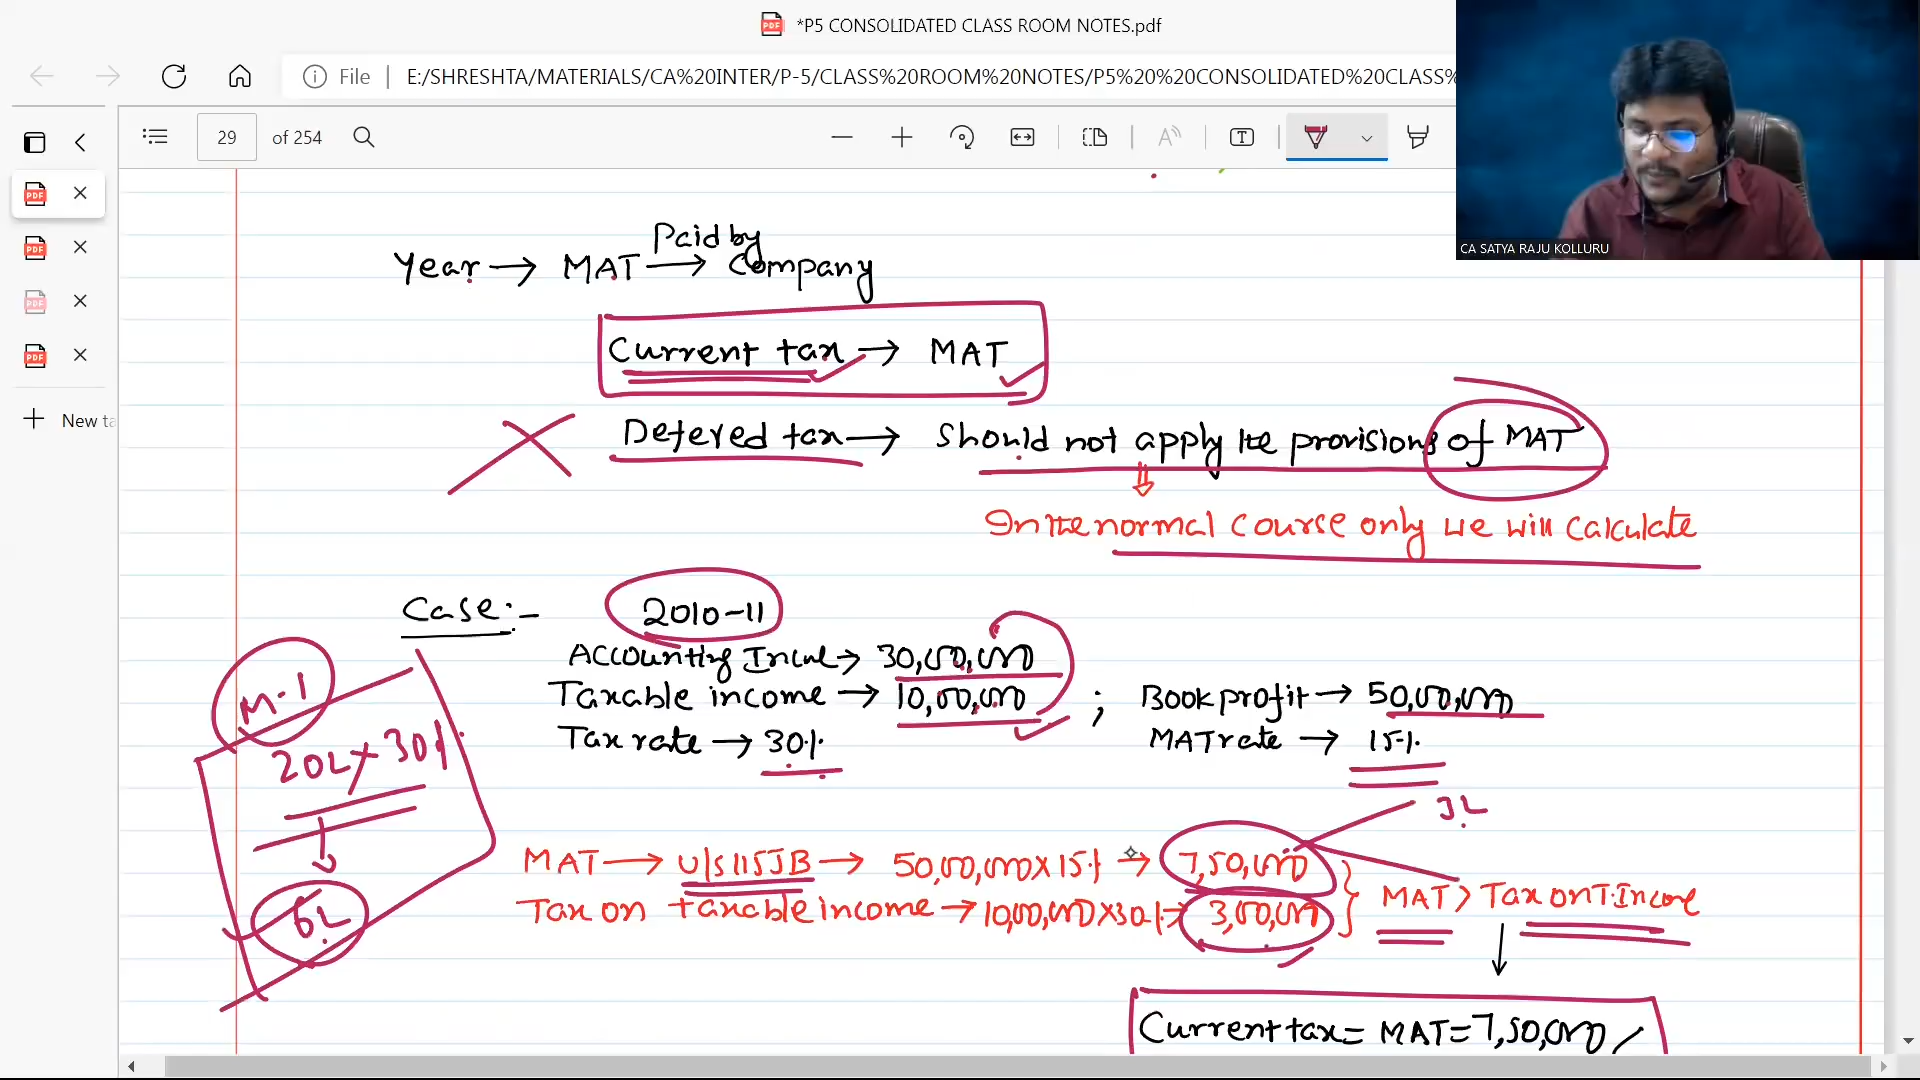 *P5 CONSOLIDATED CLASS ROOM NOTES.pdf
File
E:/SHRESHTA/MATERIALS/CA%20INTER/P-5/CLASS%20ROOM%20NOTES/P5%20%20CONSOLIDATED%20CLASS%
29 of 254
CA SATYA RAJU KOLLURU
New ta
Paid by
Year → MAT → Company
Current tax → MAT
Defered tax → Should not apply the provisions of MAT
In the normal course only we will calculate
Case:- 2010-11
Accounting Income → 30,00,000
Taxable income → 10,00,000 ; Book profit → 50,00,000
Tax rate → 30% MAT rate → 15%
M-1
20L x 30%
6L
3L
MAT → U/s 115JB → 50,00,000 x 15% → 7,50,000
Tax on taxable income → 10,00,000 x 30% → 3,00,000
MAT > Tax on T.Income
Current tax = MAT = 7,50,000